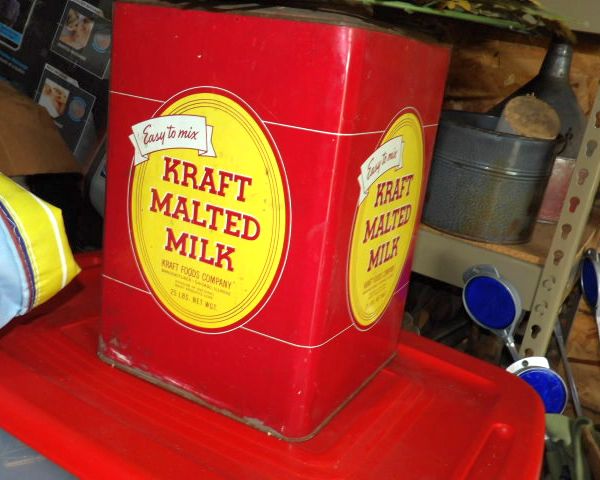 Easy to mix
KRAFT
MALTED
MILK
KRAFT FOODS COMPANY
25 LBS. NET WGT.
Easy to mix
KRAFT
MALTED
MILK